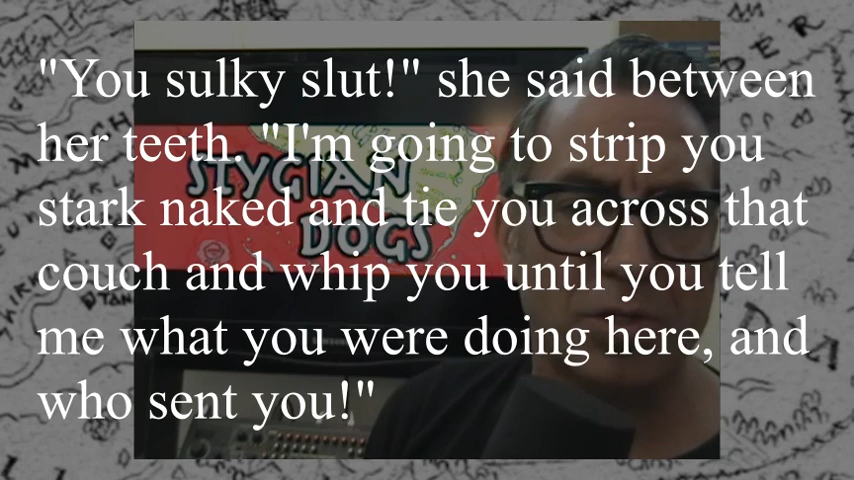 "You sulky slut!" she said between
her teeth. "I'm going to strip you
stark naked and tie you across that
couch and whip you until you tell
me what you were doing here, and
who sent you!"
STYGIAN
DOGS